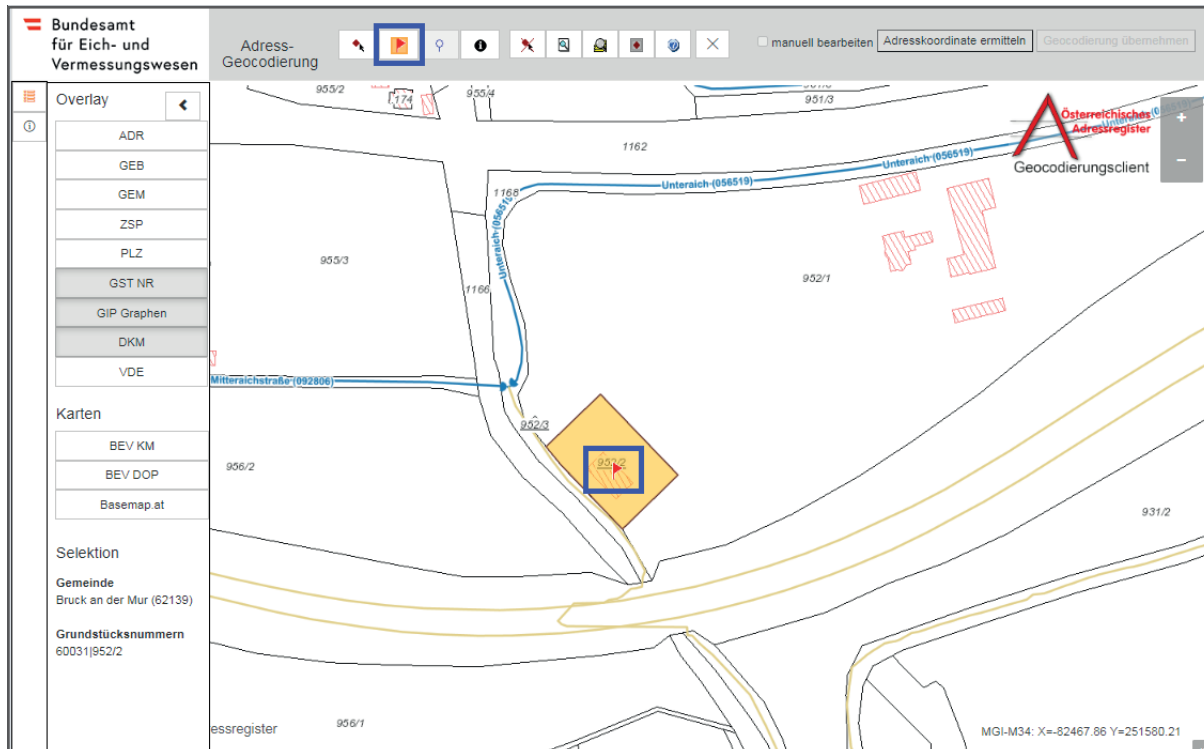 Bundesamt
für Eich- und
Vermessungswesen
Adress-
Geocodierung
manuell bearbeiten
Adresskoordinate ermitteln
Geocodierung übernehmen
Overlay
ADR
GEB
GEM
ZSP
PLZ
GST NR
GIP Graphen
DKM
VDE
Karten
BEV KM
BEV DOP
Basemap.at
Selektion
Gemeinde
Bruck an der Mur (62139)
Grundstücksnummern
60031|952/2
955/2
.174
955/4
951/3
Österreichisches
Adressregister
Geocodierungsclient
+
−
1162
Unteraich (056519)
Unteraich (056519)
1168
955/3
952/1
1166
Mitteraichstraße (092806)
952/3
952/2
956/2
931/2
956/1
essregister
MGI-M34: X=-82467.86 Y=251580.21